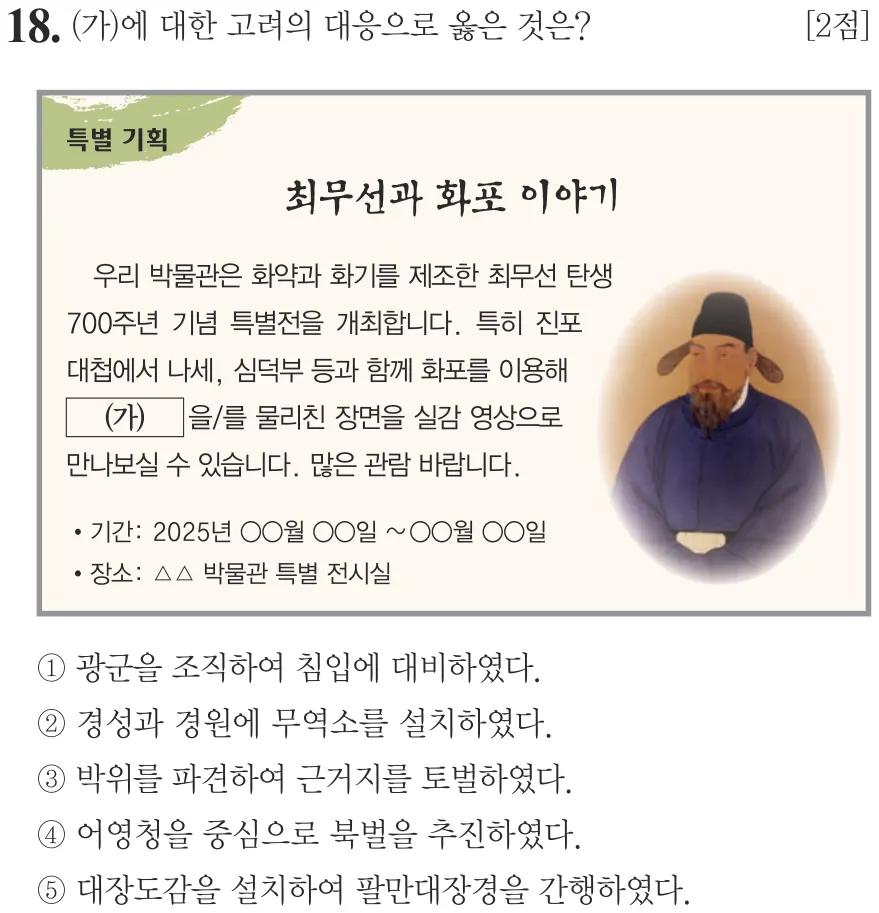 18. (가)에 대한 고려의 대응으로 옳은 것은? [2점]
특별 기획
최무선과 화포 이야기
우리 박물관은 화약과 화기를 제조한 최무선 탄생
700주년 기념 특별전을 개최합니다. 특히 진포
대첩에서 나세, 심덕부 등과 함께 화포를 이용해
(가) 을/를 물리친 장면을 실감 영상으로
만나보실 수 있습니다. 많은 관람 바랍니다.
• 기간: 2025년 ○○월 ○○일 ~○○월 ○○일
• 장소: △△ 박물관 특별 전시실
① 광군을 조직하여 침입에 대비하였다.
② 경성과 경원에 무역소를 설치하였다.
③ 박위를 파견하여 근거지를 토벌하였다.
④ 어영청을 중심으로 북벌을 추진하였다.
⑤ 대장도감을 설치하여 팔만대장경을 간행하였다.